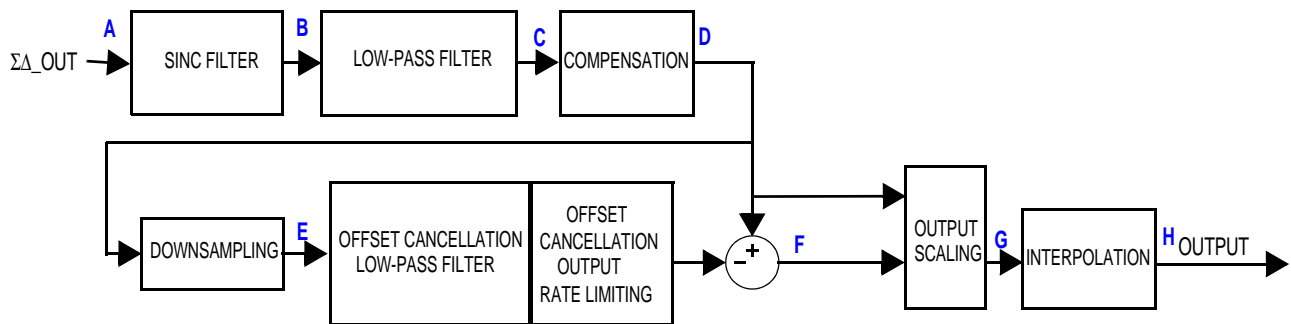 A
B
C
D
ΣΔ_OUT
SINC FILTER
LOW-PASS FILTER
COMPENSATION
DOWNSAMPLING
E
OFFSET CANCELLATION
LOW-PASS FILTER
OFFSET
CANCELLATION
OUTPUT
RATE LIMITING
−
+
F
OUTPUT
SCALING
G
INTERPOLATION
H
OUTPUT